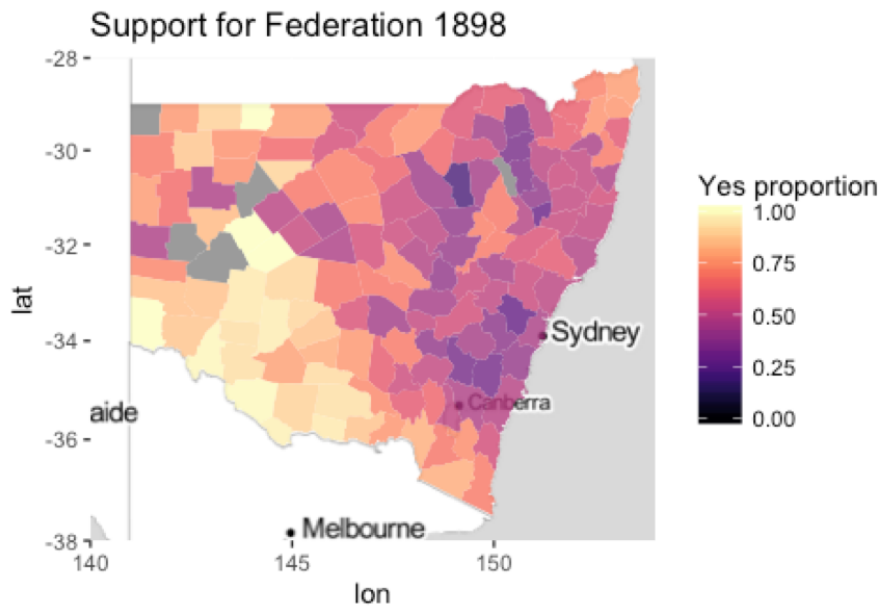 Support for Federation 1898
-28
-30
-32
-34
-36
-38
lat
140
145
150
lon
aide
Melbourne
Canberra
Sydney
Yes proportion
1.00
0.75
0.50
0.25
0.00